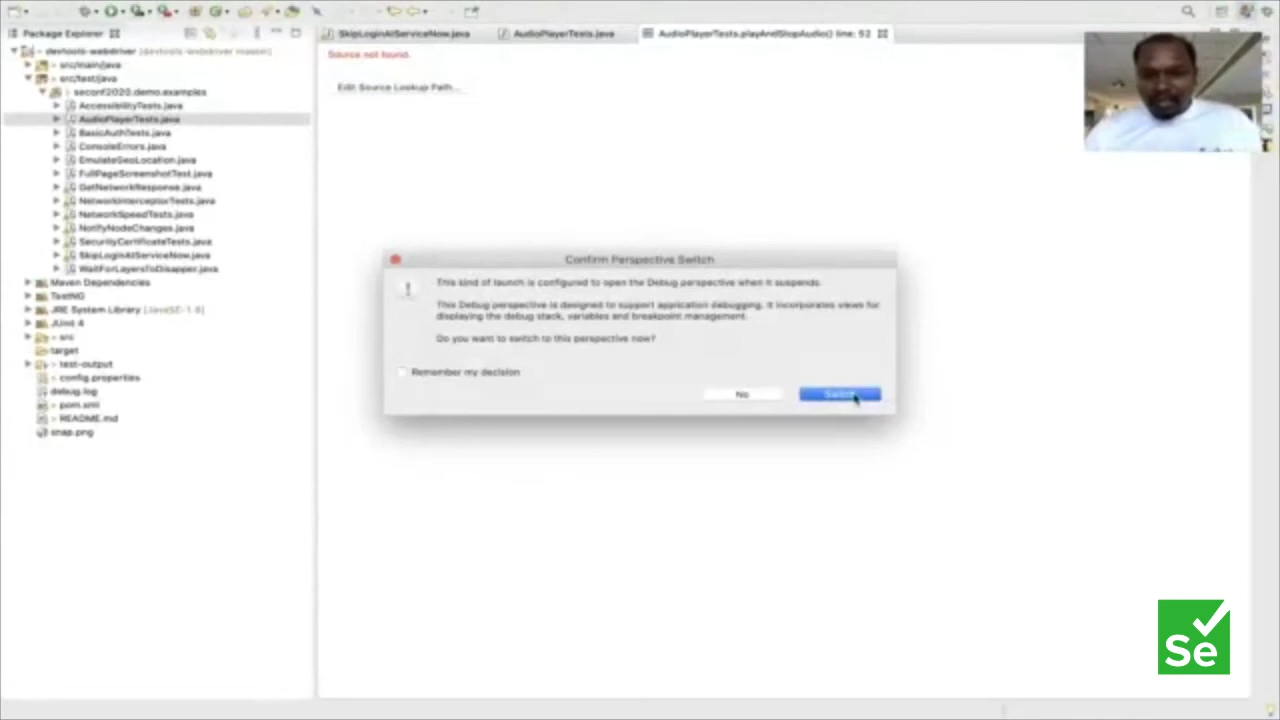 Package Explorer
SkipLoginAtServiceNow.java
AudioPlayerTests.java
AudioPlayerTests.playAndStopAudio() line: 52
devtools-webdriver (devtools-webdriver master)
src/main/java
src/test/java
seconf2020.demo.examples
AccessibilityTests.java
AudioPlayerTests.java
BasicAuthTests.java
ConsoleErrors.java
EmulateGeoLocation.java
FullPageScreenshotTest.java
GetNetworkResponse.java
NetworkInterceptorTests.java
NetworkSpeedTests.java
NotifyNodeChanges.java
SecurityCertificateTests.java
SkipLoginAtServiceNow.java
WaitForLayersToDisapper.java
Maven Dependencies
TestNG
JRE System Library [JavaSE-1.8]
JUnit 4
src
target
test-output
config.properties
debug.log
pom.xml
README.md
snap.png
Source not found.
Edit Source Lookup Path...
Confirm Perspective Switch
This kind of launch is configured to open the Debug perspective when it suspends.
This Debug perspective is designed to support application debugging. It incorporates views for
displaying the debug stack, variables and breakpoint management.
Do you want to switch to this perspective now?
Remember my decision
No
Switch
Se